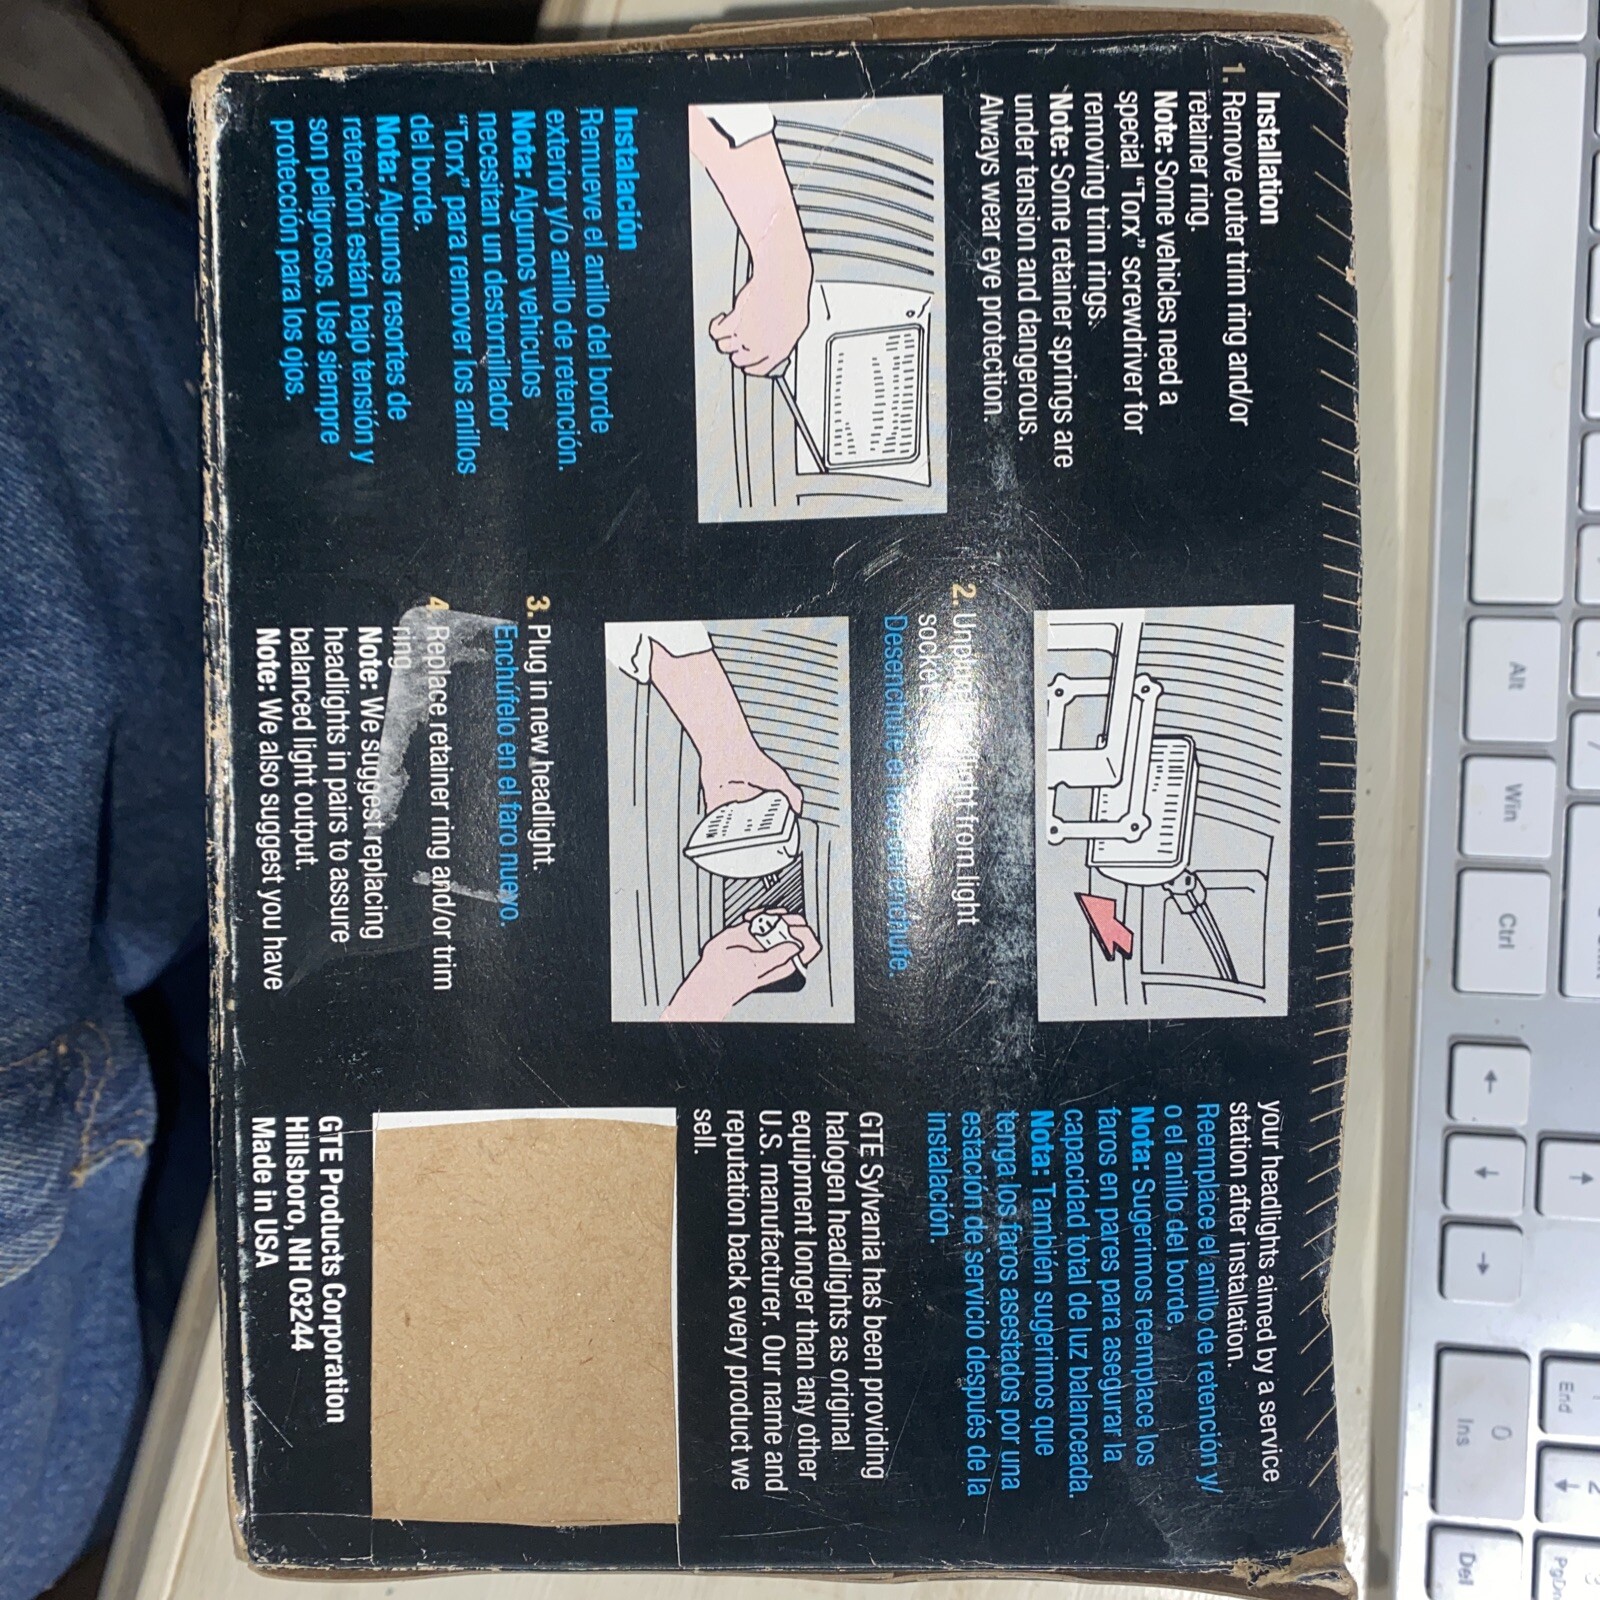 Installation
1. Remove outer trim ring and/or
retainer ring.
Note: Some vehicles need a
special "Torx" screwdriver for
removing trim rings.
Note: Some retainer springs are
under tension and dangerous.
Always wear eye protection.
Instalación
Remueve el anillo del borde
exterior y/o anillo de retención.
Nota: Algunos vehículos
necesitan un destornillador
"Torx" para remover los anillos
del borde.
Nota: Algunos resortes de
retención están bajo tensión y
son peligrosos. Use siempre
protección para los ojos.
2. from light
socket
Desenchufe el
3. Plug in new headlight.
Enchúfelo en el faro nuevo.
4. Replace retainer ring and/or trim
ring.
Note: We suggest replacing
headlights in pairs to assure
balanced light output.
Note: We also suggest you have
your headlights aimed by a service
station after installation.
Reemplace el anillo de retención y/
o el anillo del borde.
Nota: Sugerimos reemplace los
faros en pares para asegurar la
capacidad total de luz balanceada.
Nota: También sugerimos que
tenga los faros asestados por una
estación de servicio después de la
instalación.
GTE Sylvania has been providing
halogen headlights as original
equipment longer than any other
U.S. manufacturer. Our name and
reputation back every product we
sell.
GTE Products Corporation
Hillsboro, NH 03244
Made in USA
Alt
Win
Ctrl
0
Ins
Del
1
End
2
3
PgDn